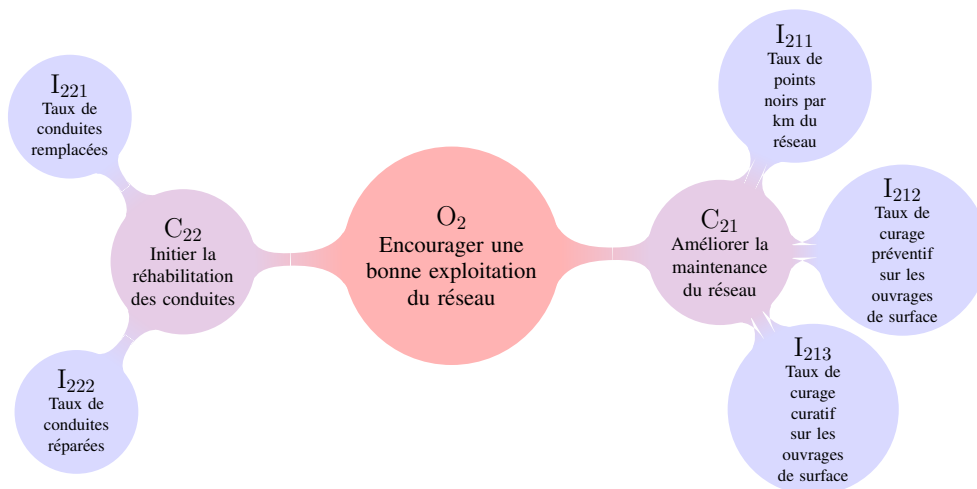 I221
Taux de
conduites
remplacées
C22
Initier la
réhabilitation
des conduites
I222
Taux de
conduites
réparées
O2
Encourager une
bonne exploitation
du réseau
C21
Améliorer la
maintenance
du réseau
I211
Taux de
points
noirs par
km du
réseau
I212
Taux de
curage
préventif
sur les
ouvrages
de surface
I213
Taux de
curage
curatif
sur les
ouvrages
de surface